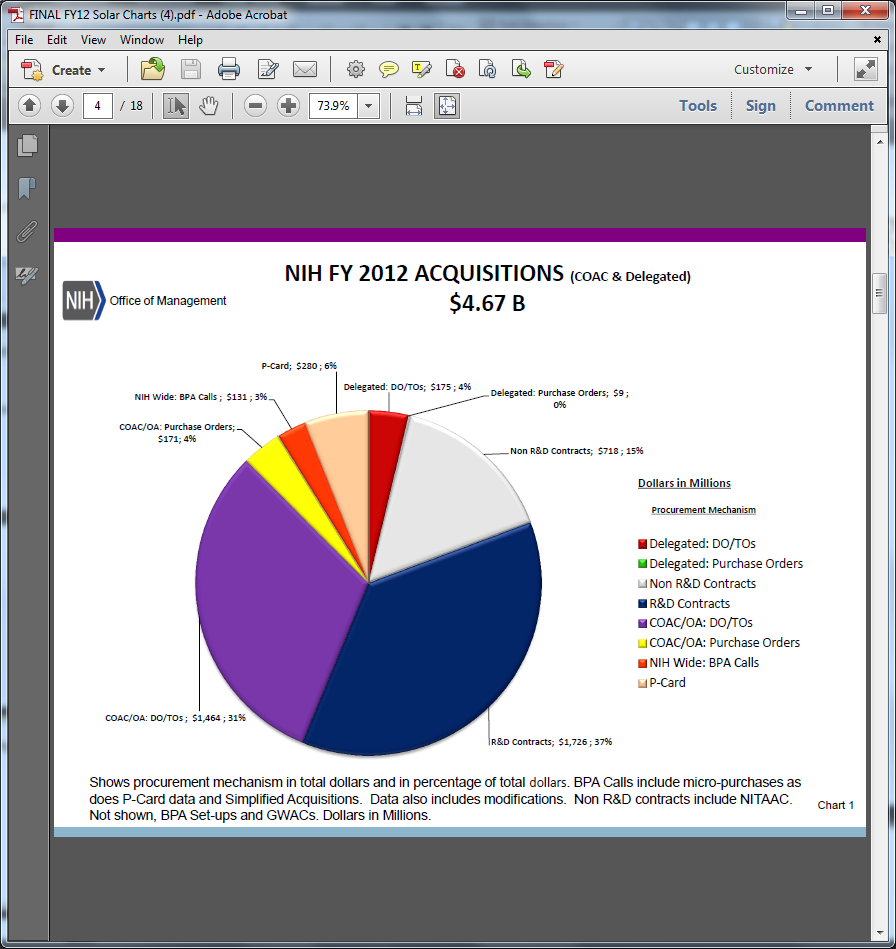 FINAL FY12 Solar Charts (4).pdf - Adobe Acrobat
File Edit View Window Help
Create
Customize
4 / 18
73.9%
Tools Sign Comment
NIH FY 2012 ACQUISITIONS (COAC & Delegated)
$4.67 B
NIH Office of Management
P-Card; $280 ; 6%
Delegated: DO/TOs; $175 ; 4%
Delegated: Purchase Orders; $9 ;
0%
NIH Wide: BPA Calls ; $131 ; 3%
COAC/OA: Purchase Orders;
$171; 4%
Non R&D Contracts; $718 ; 15%
Dollars in Millions
Procurement Mechanism
Delegated: DO/TOs
Delegated: Purchase Orders
Non R&D Contracts
R&D Contracts
COAC/OA: DO/TOs
COAC/OA: Purchase Orders
NIH Wide: BPA Calls
P-Card
COAC/OA: DO/TOs ; $1,464 ; 31%
R&D Contracts; $1,726 ; 37%
Shows procurement mechanism in total dollars and in percentage of total dollars. BPA Calls include micro-purchases as
does P-Card data and Simplified Acquisitions. Data also includes modifications. Non R&D contracts include NITAAC.
Not shown, BPA Set-ups and GWACs. Dollars in Millions.
Chart 1